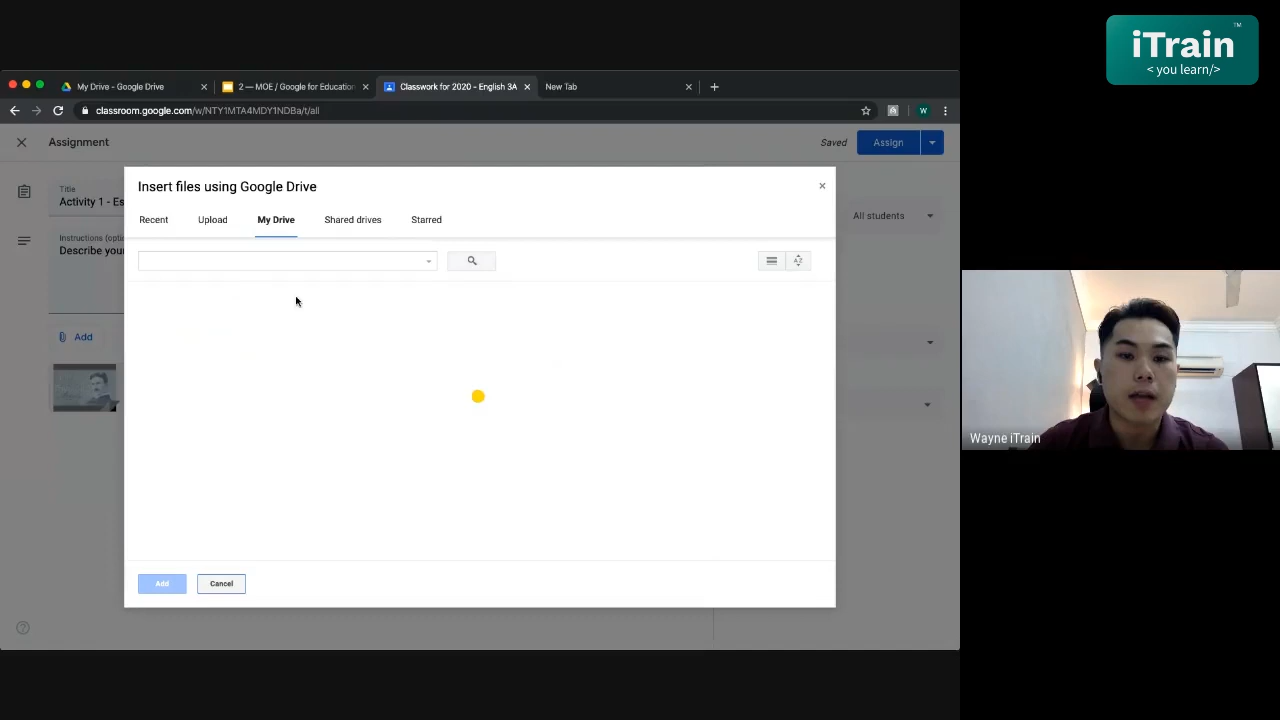 iTrain
TM
< you learn/>
My Drive - Google Drive
2 — MOE / Google for Education
Classwork for 2020 - English 3A
New Tab
classroom.google.com/w/NTY1MTA4MDY1NDBa/t/all
W
Assignment
Saved
Assign
Insert files using Google Drive
Title
Activity 1 - Es
Recent
Upload
My Drive
Shared drives
Starred
All students
Instructions (opti
Describe your
Add
Add
Cancel
Wayne iTrain